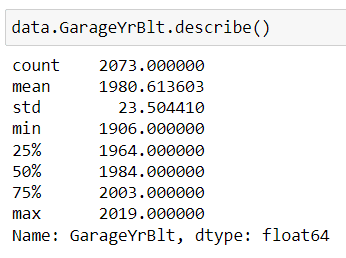 data.GarageYrBlt.describe()
count    2073.000000
mean     1980.613603
std        23.504410
min      1906.000000
25%      1964.000000
50%      1984.000000
75%      2003.000000
max      2019.000000
Name: GarageYrBlt, dtype: float64